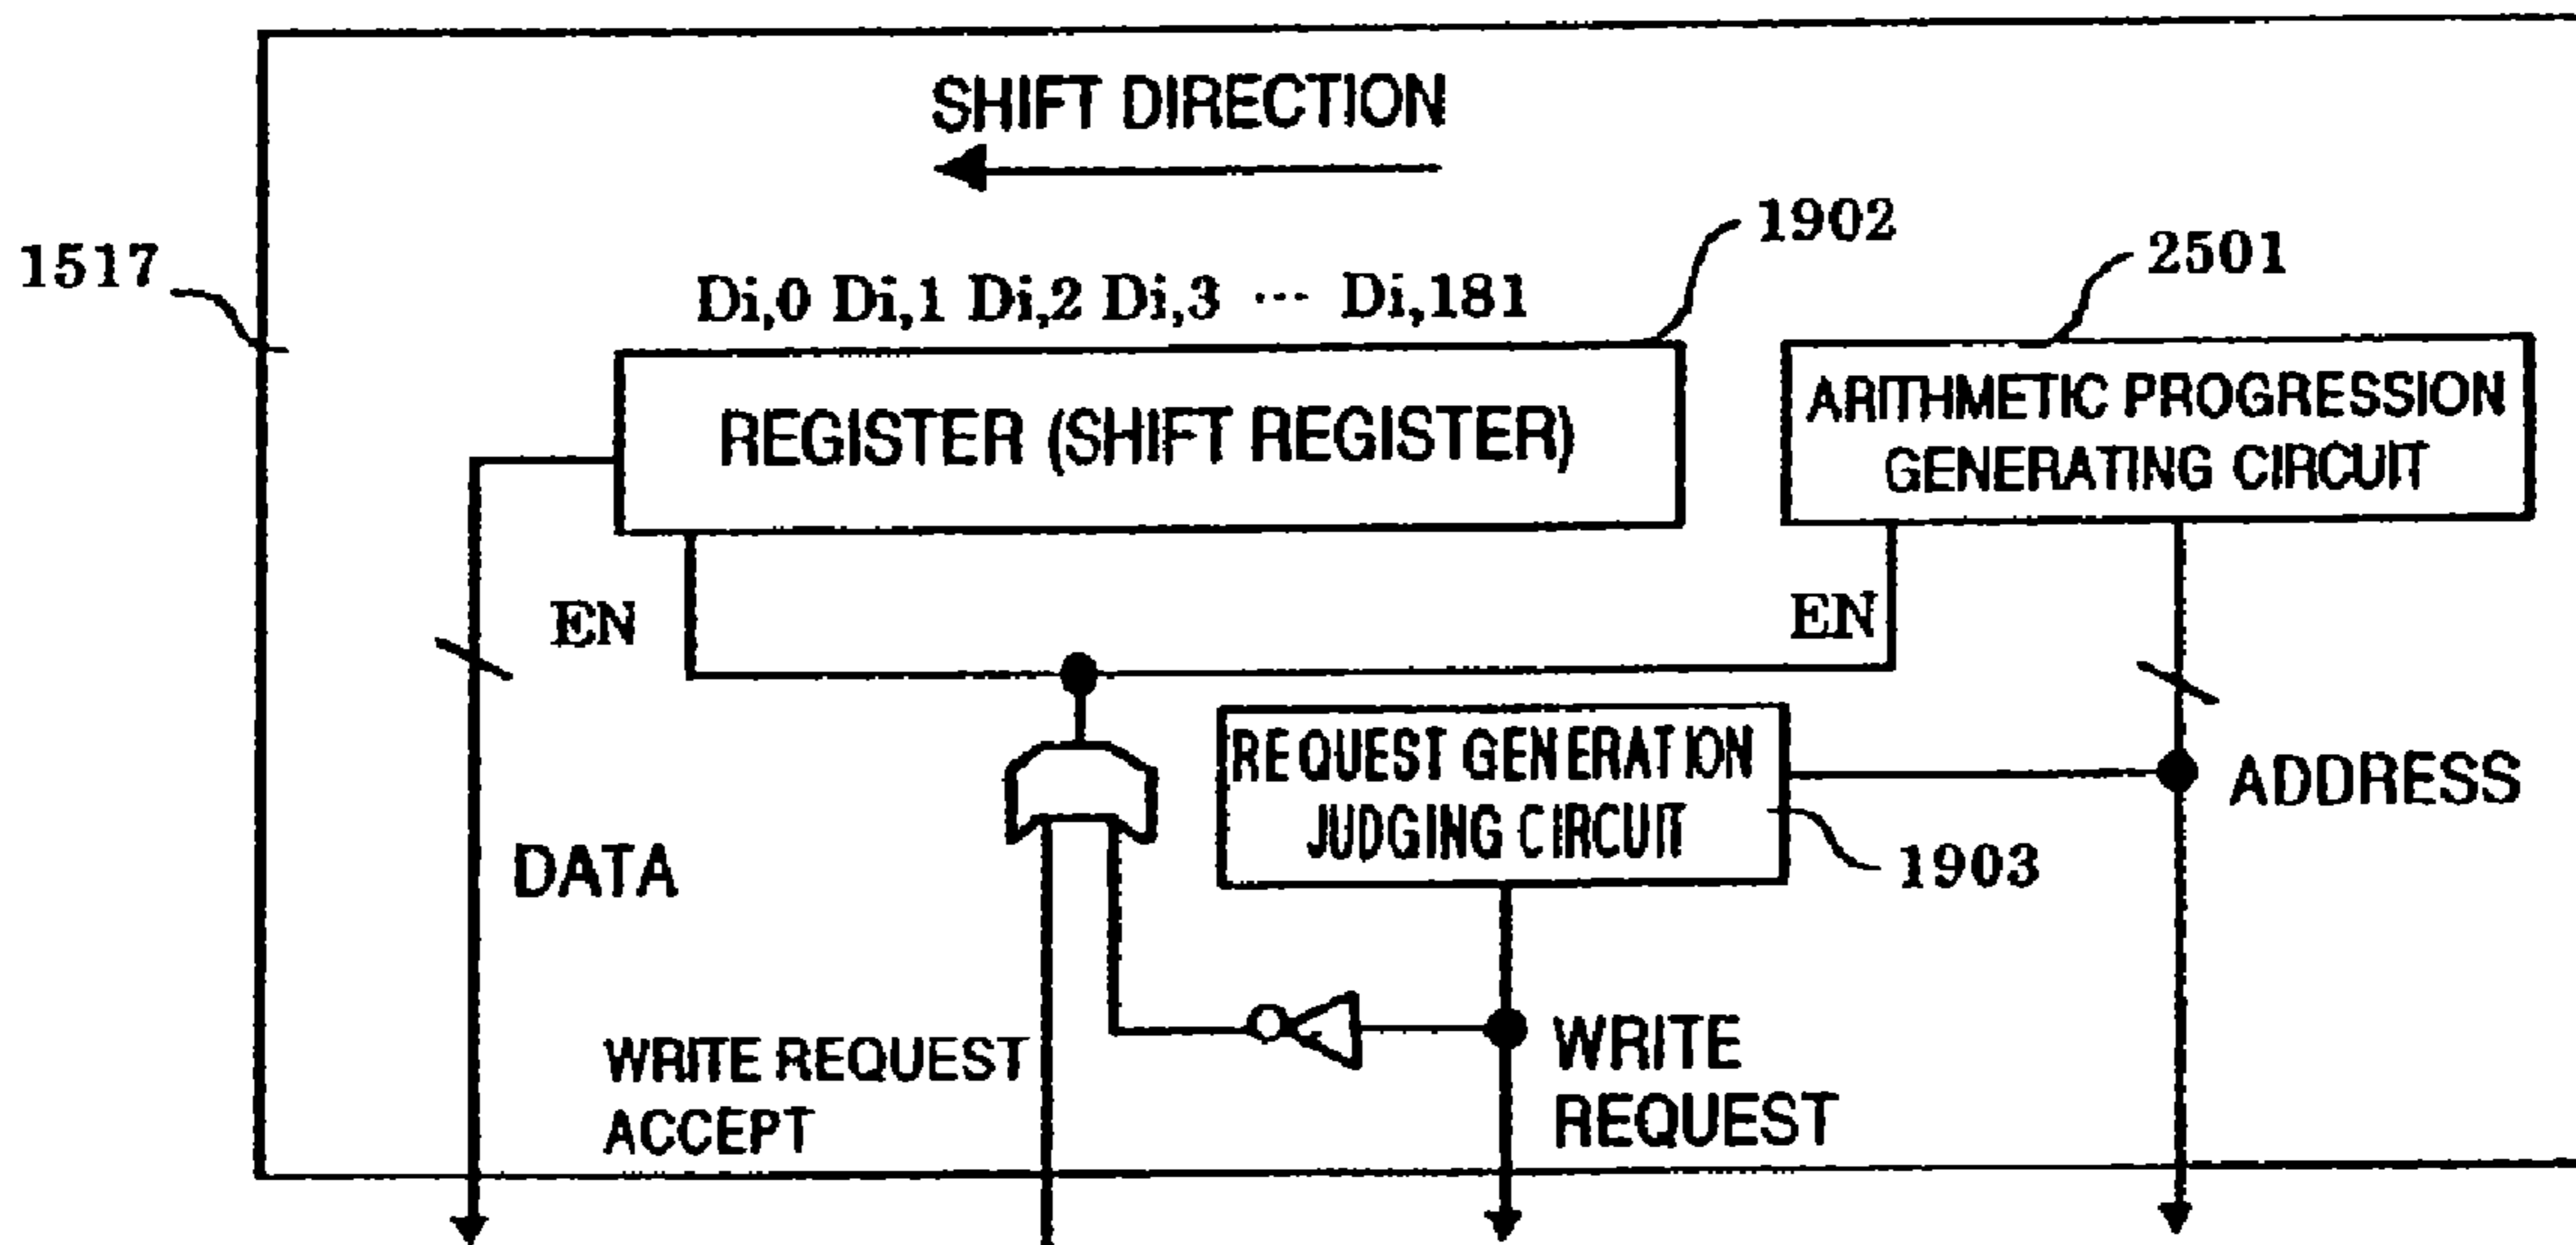 SHIFT DIRECTION
1902
2501
1517
Di,0 Di,1 Di,2 Di,3 ··· Di,181
REGISTER (SHIFT REGISTER)
ARITHMETIC PROGRESSION
GENERATING CIRCUIT
EN
EN
REQUEST GENERATION
JUDGING CIRCUIT
ADDRESS
1903
DATA
WRITE REQUEST
ACCEPT
WRITE
REQUEST